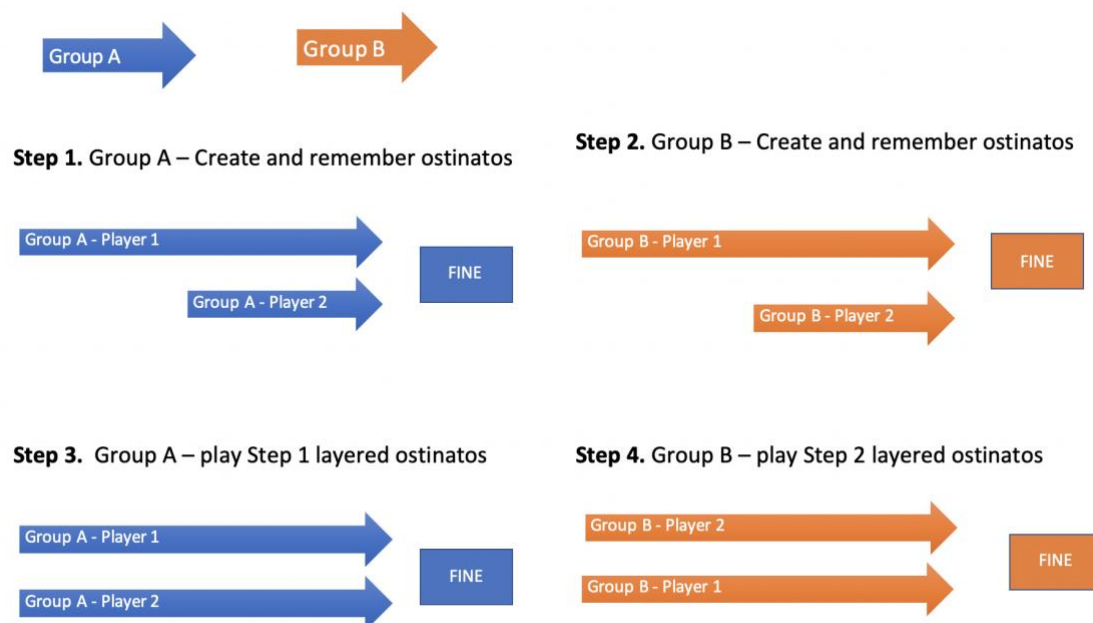 Group A
Group B
Step 1. Group A – Create and remember ostinatos
Group A - Player 1
FINE
Group A - Player 2
Step 2. Group B – Create and remember ostinatos
Group B - Player 1
FINE
Group B - Player 2
Step 3. Group A – play Step 1 layered ostinatos
Group A - Player 1
FINE
Group A - Player 2
Step 4. Group B – play Step 2 layered ostinatos
Group B - Player 2
FINE
Group B - Player 1